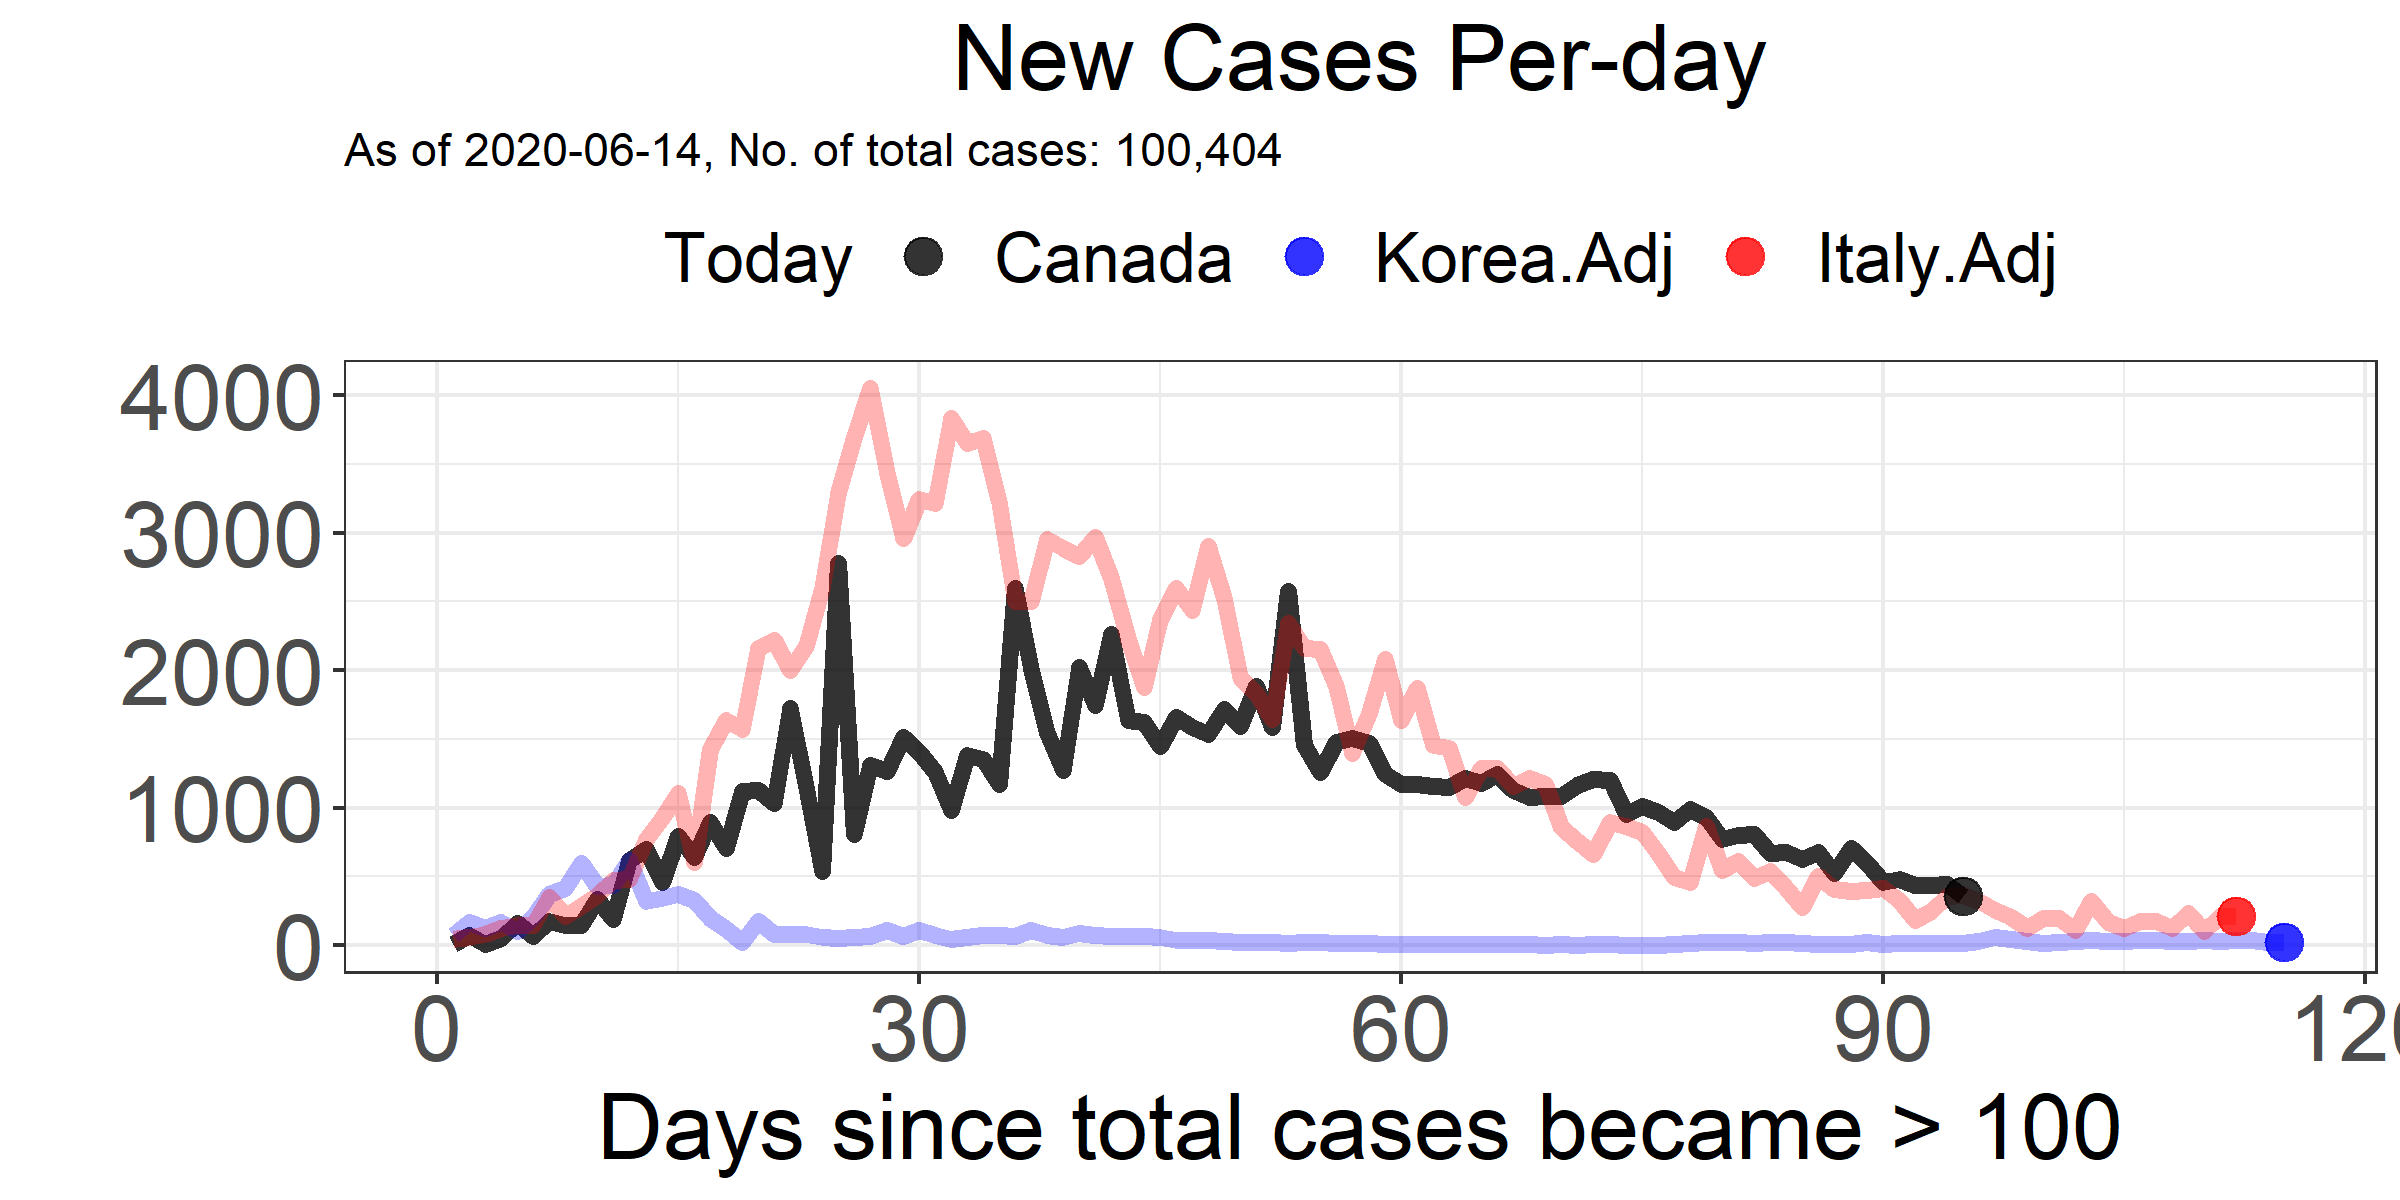 New Cases Per-day
As of 2020-06-14, No. of total cases: 100,404
Today Canada Korea.Adj Italy.Adj
4000
3000
2000
1000
0
0 30 60 90 120
Days since total cases became > 100